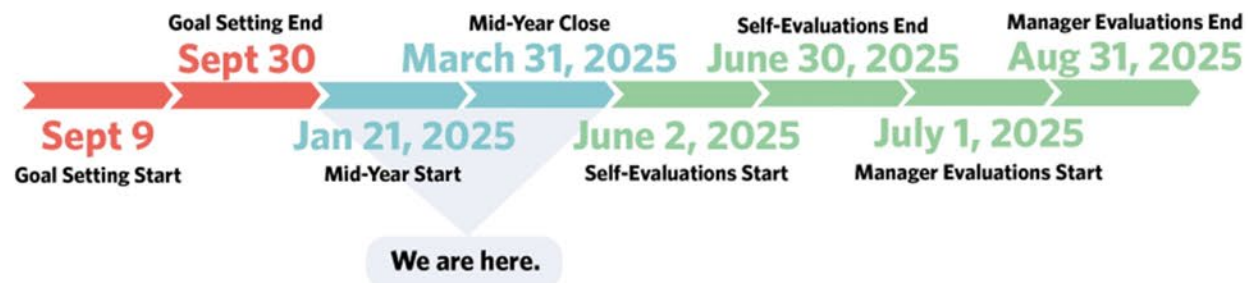 Goal Setting End
Sept 30
Mid-Year Close
March 31, 2025
Self-Evaluations End
June 30, 2025
Manager Evaluations End
Aug 31, 2025
Sept 9
Goal Setting Start
Jan 21, 2025
Mid-Year Start
June 2, 2025
Self-Evaluations Start
July 1, 2025
Manager Evaluations Start
We are here.